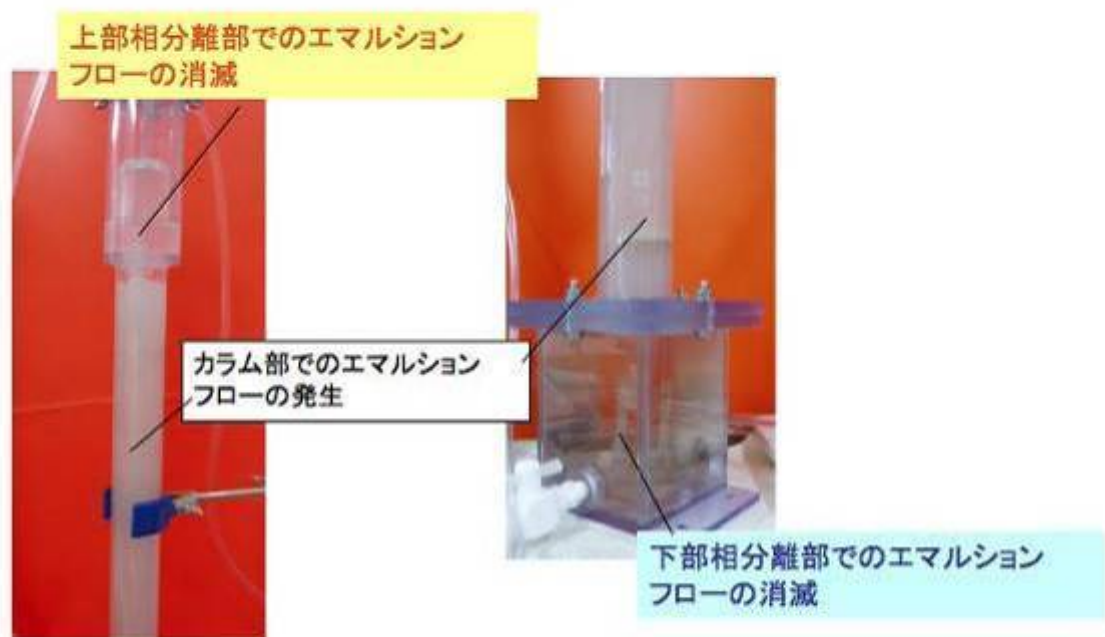 上部相分離部でのエマルション
フローの消滅
カラム部でのエマルション
フローの発生
下部相分離部でのエマルション
フローの消滅